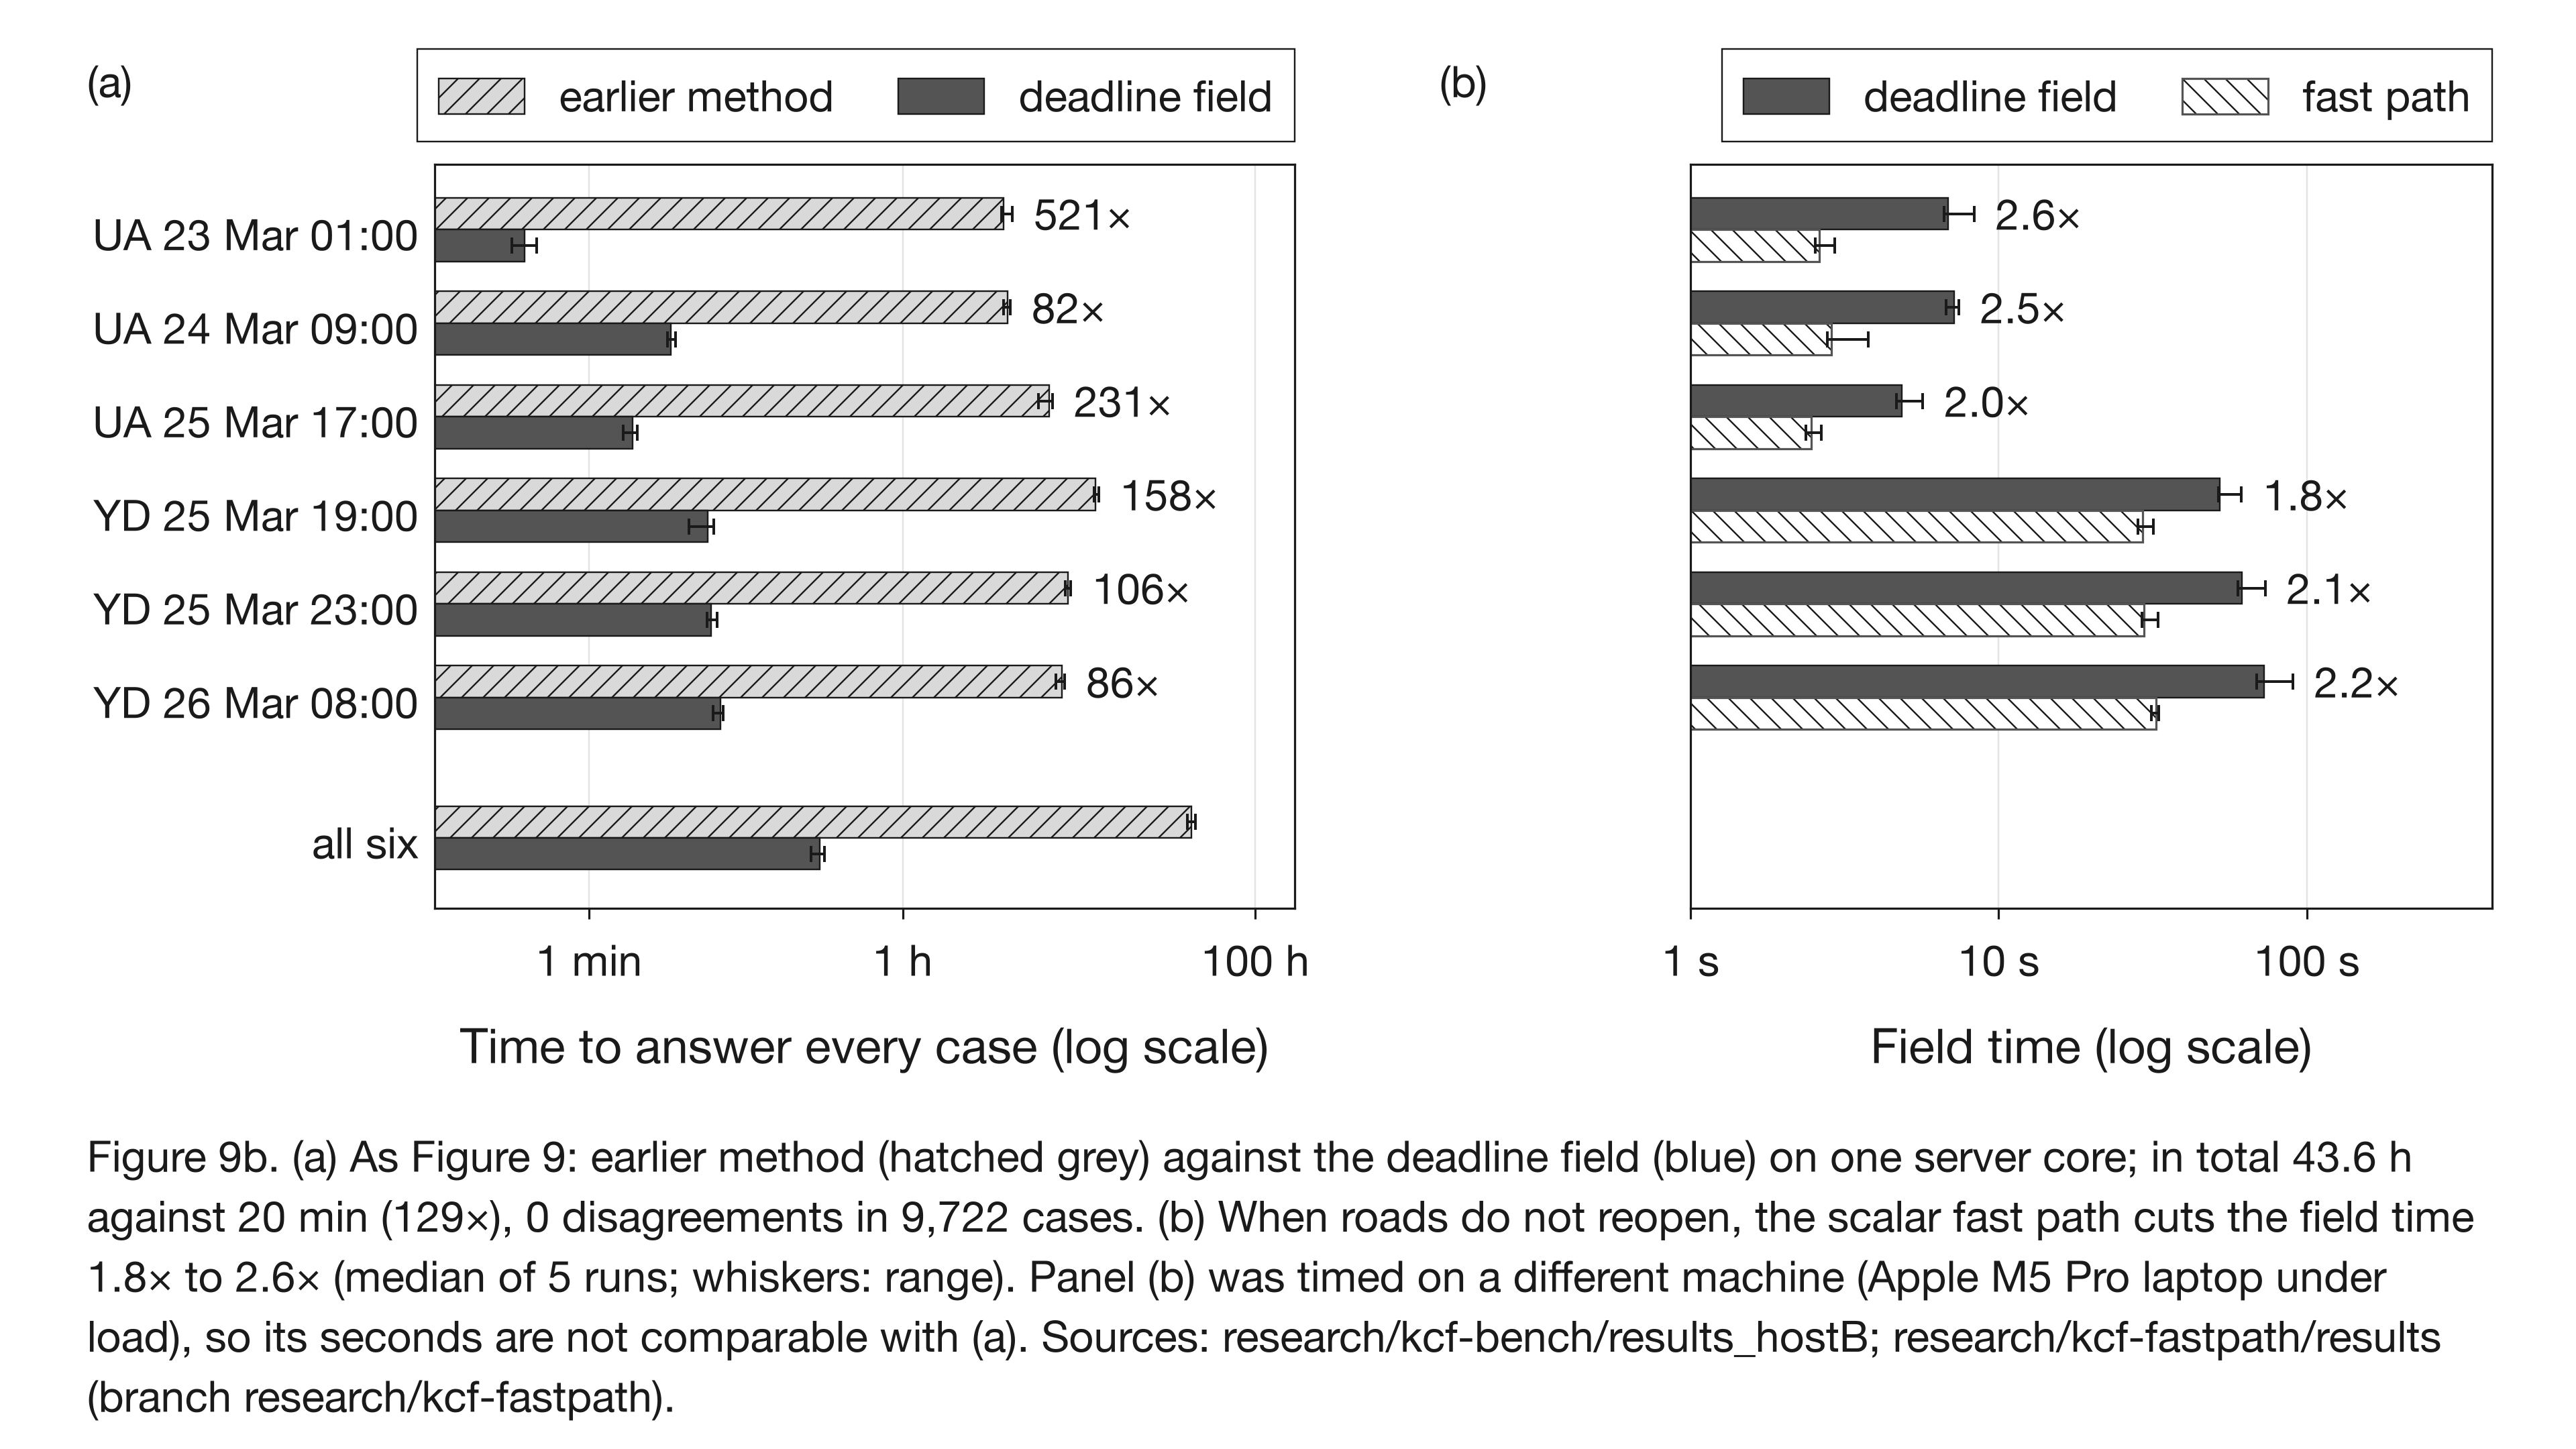 (a)
earlier method
deadline field
(b)
deadline field
fast path
UA 23 Mar 01:00
521×
2.6×
UA 24 Mar 09:00
82×
2.5×
UA 25 Mar 17:00
231×
2.0×
YD 25 Mar 19:00
158×
1.8×
YD 25 Mar 23:00
106×
2.1×
YD 26 Mar 08:00
86×
2.2×
all six
1 min
1 h
100 h
1 s
10 s
100 s
Time to answer every case (log scale)
Field time (log scale)
Figure 9b. (a) As Figure 9: earlier method (hatched grey) against the deadline field (blue) on one server core; in total 43.6 h
against 20 min (129×), 0 disagreements in 9,722 cases. (b) When roads do not reopen, the scalar fast path cuts the field time
1.8× to 2.6× (median of 5 runs; whiskers: range). Panel (b) was timed on a different machine (Apple M5 Pro laptop under
load), so its seconds are not comparable with (a). Sources: research/kcf-bench/results_hostB; research/kcf-fastpath/results
(branch research/kcf-fastpath).